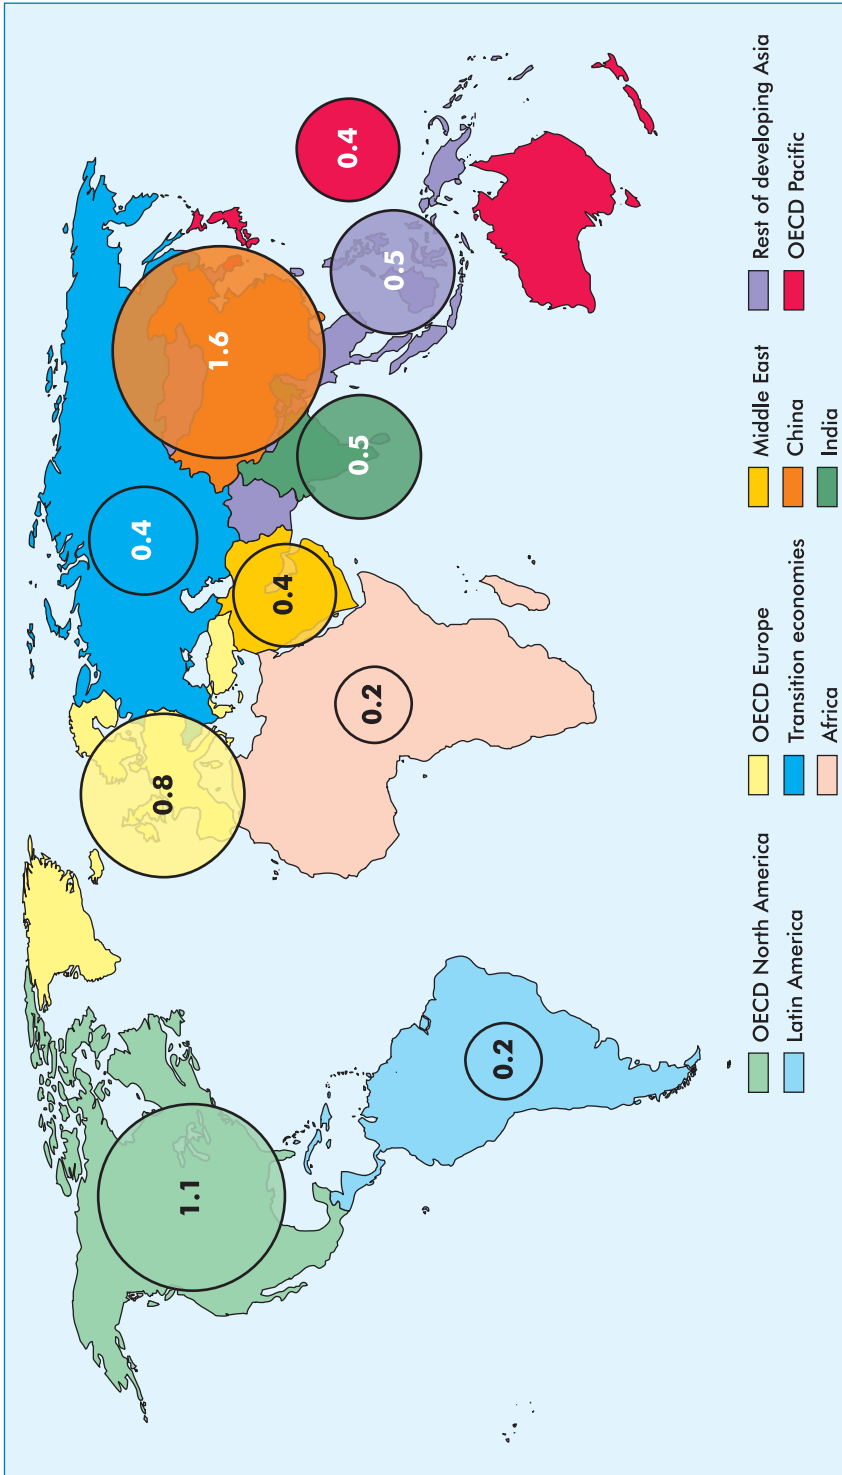 1.1
0.8
0.4
1.6
0.4
0.4
0.5
0.5
0.2
0.2
OECD North America
OECD Europe
Middle East
Rest of developing Asia
Latin America
Transition economies
China
OECD Pacific
Africa
India